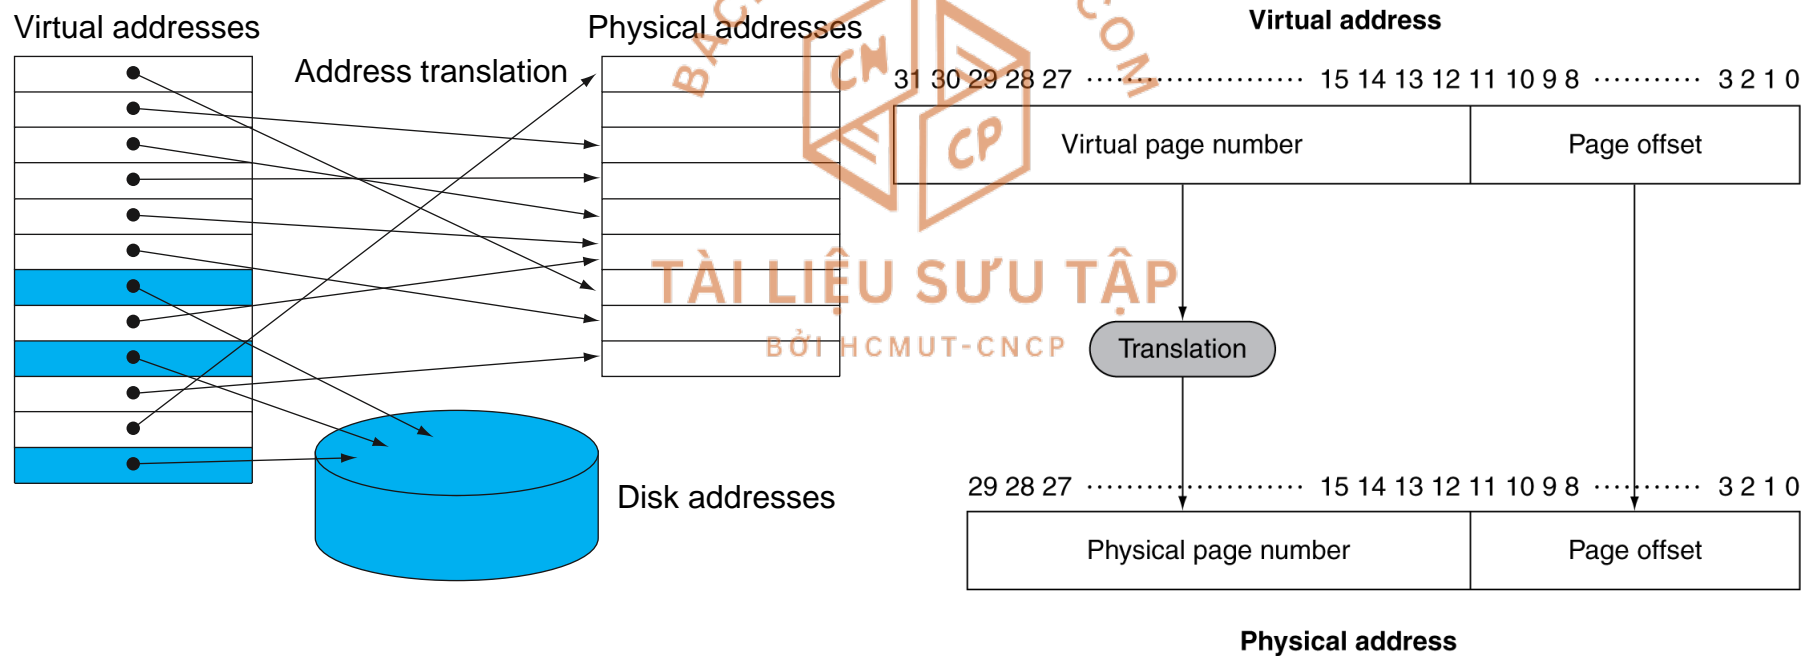 Virtual addresses
Address translation
Physical addresses
Disk addresses
CN
CP
COM
TÀI LIỆU SƯU TẬP
BỞI HCMUT-CNCP
Virtual address
31 30 29 28 27 ························ 15 14 13 12 11 10 9 8 ··········· 3 2 1 0
Virtual page number
Page offset
Translation
29 28 27 ························ 15 14 13 12 11 10 9 8 ··········· 3 2 1 0
Physical page number
Page offset
Physical address